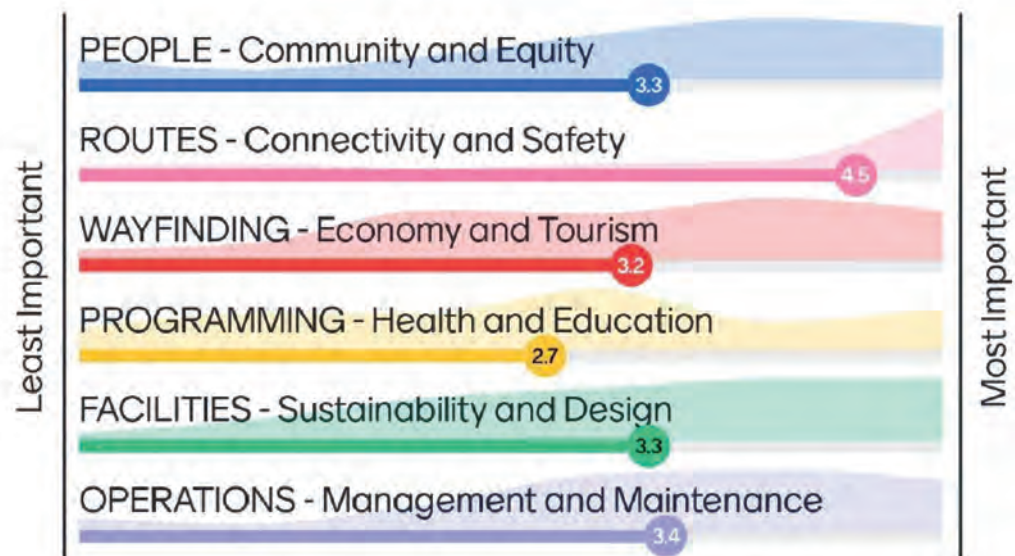 PEOPLE - Community and Equity
3.3
ROUTES - Connectivity and Safety
4.5
WAYFINDING - Economy and Tourism
3.2
PROGRAMMING - Health and Education
2.7
FACILITIES - Sustainability and Design
3.3
OPERATIONS - Management and Maintenance
3.4
Least Important
Most Important